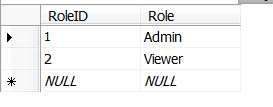 RoleID Role
1 Admin
2 Viewer
NULL NULL